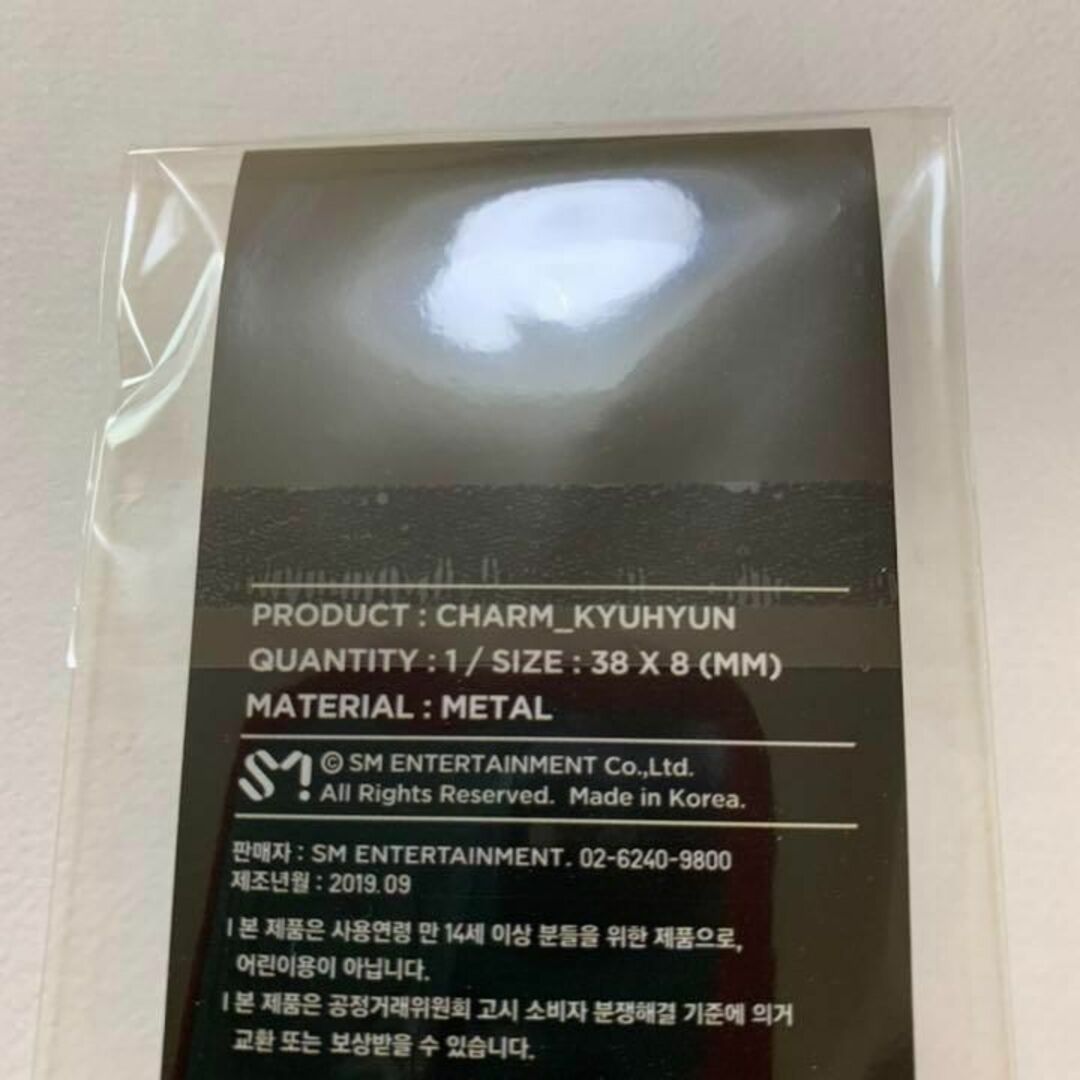 PRODUCT : CHARM_KYUHYUN
QUANTITY : 1 / SIZE : 38 X 8 (MM)
MATERIAL : METAL
SM © SM ENTERTAINMENT Co.,Ltd.
All Rights Reserved. Made in Korea.
판매자 : SM ENTERTAINMENT. 02-6240-9800
제조년월 : 2019. 09
l 본 제품은 사용연령 만 14세 이상 분들을 위한 제품으로,
어린이용이 아닙니다.
l 본 제품은 공정거래위원회 고시 소비자 분쟁해결 기준에 의거
교환 또는 보상받을 수 있습니다.